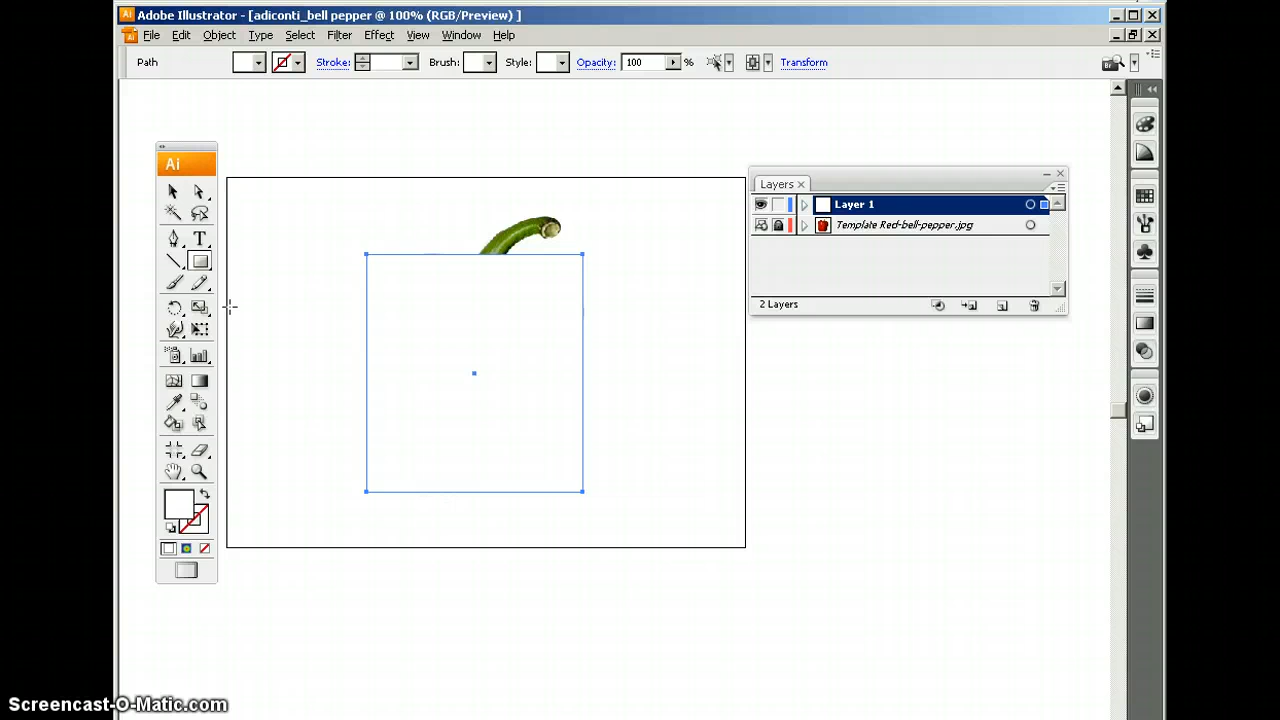 Adobe Illustrator - [adiconti_bell pepper @ 100% (RGB/Preview) ]
File Edit Object Type Select Filter Effect View Window Help
Path Stroke: Brush: Style: Opacity: 100 % Transform
Ai
Layers
Layer 1
Template Red-bell-pepper.jpg
2 Layers
Screencast-O-Matic.com